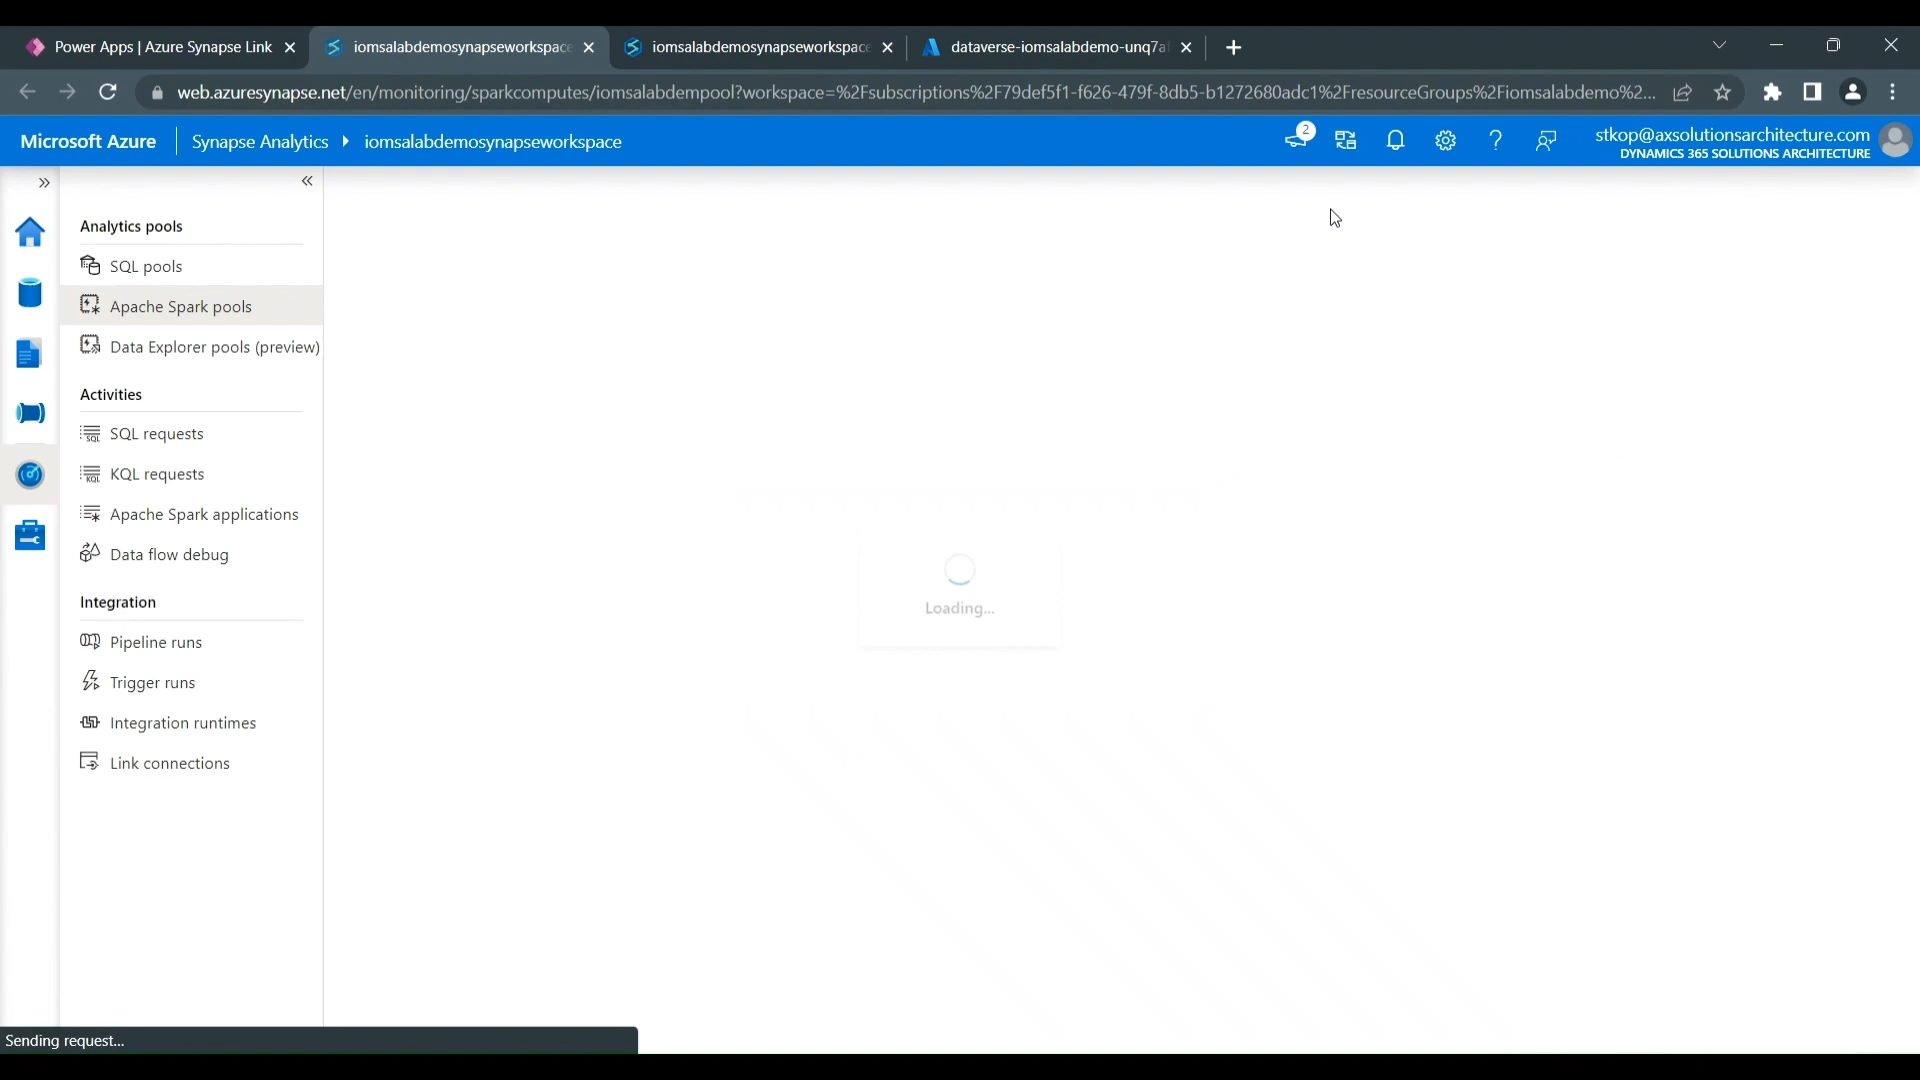 Power Apps | Azure Synapse Link
iomsalabdemosynapseworkspace
iomsalabdemosynapseworkspace
dataverse-iomsalabdemo-unq7a
web.azuresynapse.net/en/monitoring/sparkcomputes/iomsalabdempool?workspace=%2Fsubscriptions%2F79def5f1-f626-479f-8db5-b1272680adc1%2FresourceGroups%2Fiomsalabdemo%2...
Microsoft Azure
Synapse Analytics
iomsalabdemosynapseworkspace
2
stkop@axsolutionsarchitecture.com
DYNAMICS 365 SOLUTIONS ARCHITECTURE
Analytics pools
SQL pools
Apache Spark pools
Data Explorer pools (preview)
Activities
SQL requests
KQL requests
Apache Spark applications
Data flow debug
Integration
Pipeline runs
Trigger runs
Integration runtimes
Link connections
Loading...
Sending request...